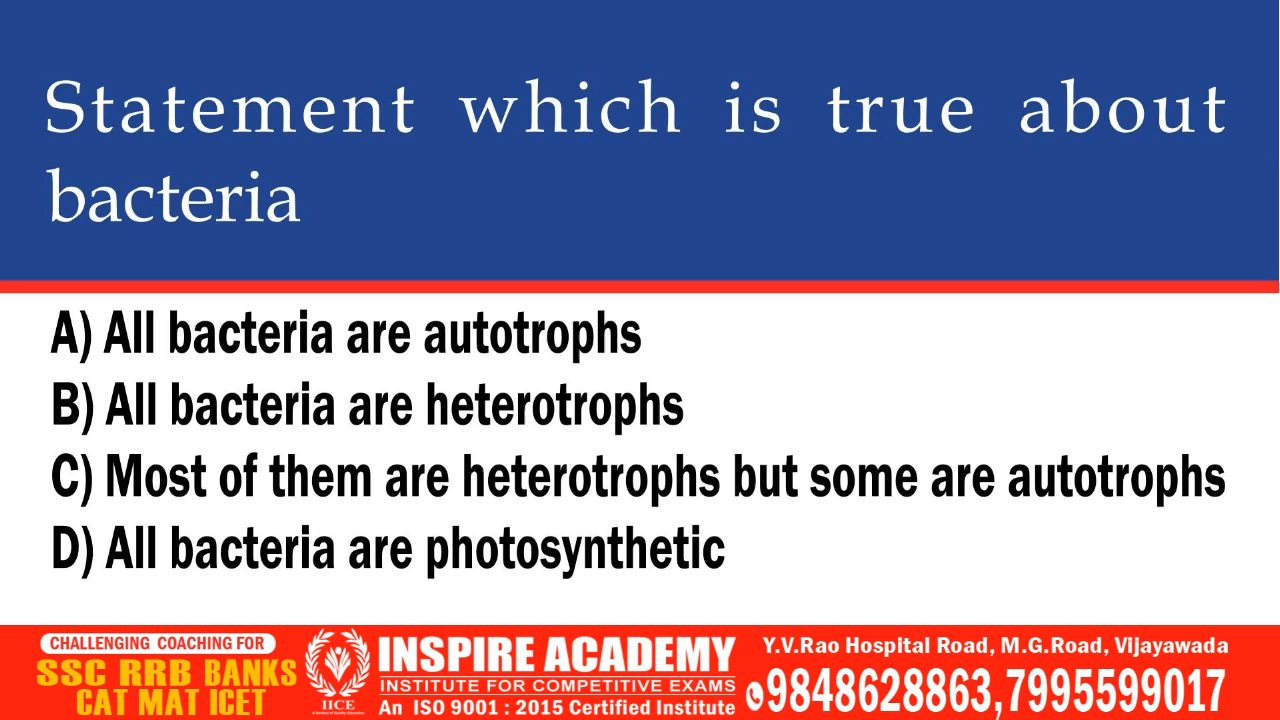 Statement which is true about
bacteria
A) All bacteria are autotrophs
B) All bacteria are heterotrophs
C) Most of them are heterotrophs but some are autotrophs
D) All bacteria are photosynthetic
CHALLENGING COACHING FOR
SSC RRB BANKS
CAT MAT ICET
IICE
INSPIRE ACADEMY
INSTITUTE FOR COMPETITIVE EXAMS
An ISO 9001 : 2015 Certified Institute
Y.V.Rao Hospital Road, M.G.Road, Vijayawada
9848628863,7995599017